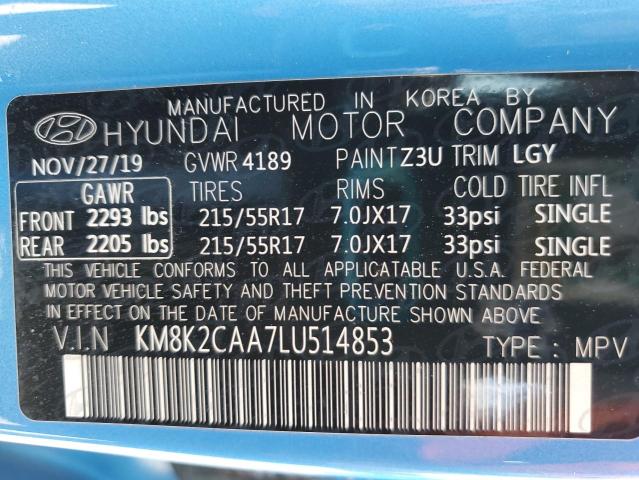 MANUFACTURED IN KOREA BY
HYUNDAI MOTOR COMPANY
NOV/27/19 GVWR 4189 PAINT Z3U TRIM LGY
GAWR TIRES RIMS COLD TIRE INFL
FRONT 2293 lbs 215/55R17 7.0JX17 33psi SINGLE
REAR 2205 lbs 215/55R17 7.0JX17 33psi SINGLE
THIS VEHICLE CONFORMS TO ALL APPLICATABLE U.S.A. FEDERAL
MOTOR VEHICLE SAFETY AND THEFT PREVENTION STANDARDS
IN EFFECT ON THE DATE OF MANUFACTURE SHOWN ABOVE
V.I.N KM8K2CAA7LU514853 TYPE : MPV